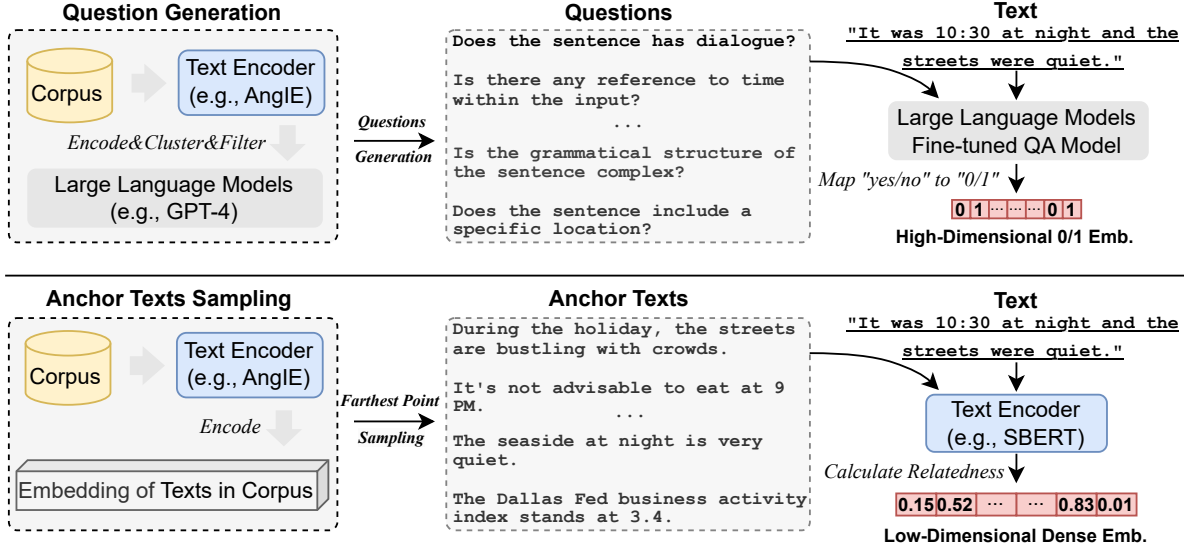 Question Generation
Corpus
Text Encoder
(e.g., AngIE)
Encode&Cluster&Filter
Large Language Models
(e.g., GPT-4)
Questions
Generation
Questions
Does the sentence has dialogue?
Is there any reference to time
within the input?
...
Is the grammatical structure of
the sentence complex?
Does the sentence include a
specific location?
Text
"It was 10:30 at night and the
streets were quiet."
Large Language Models
Fine-tuned QA Model
Map "yes/no" to "0/1"
0 1 ... ... ... 0 1
High-Dimensional 0/1 Emb.
Anchor Texts Sampling
Corpus
Text Encoder
(e.g., AngIE)
Encode
Embedding of Texts in Corpus
Farthest Point
Sampling
Anchor Texts
During the holiday, the streets
are bustling with crowds.
It's not advisable to eat at 9
PM.
...
The seaside at night is very
quiet.
The Dallas Fed business activity
index stands at 3.4.
Text
"It was 10:30 at night and the
streets were quiet."
Text Encoder
(e.g., SBERT)
Calculate Relatedness
0.15 0.52 ... ... 0.83 0.01
Low-Dimensional Dense Emb.